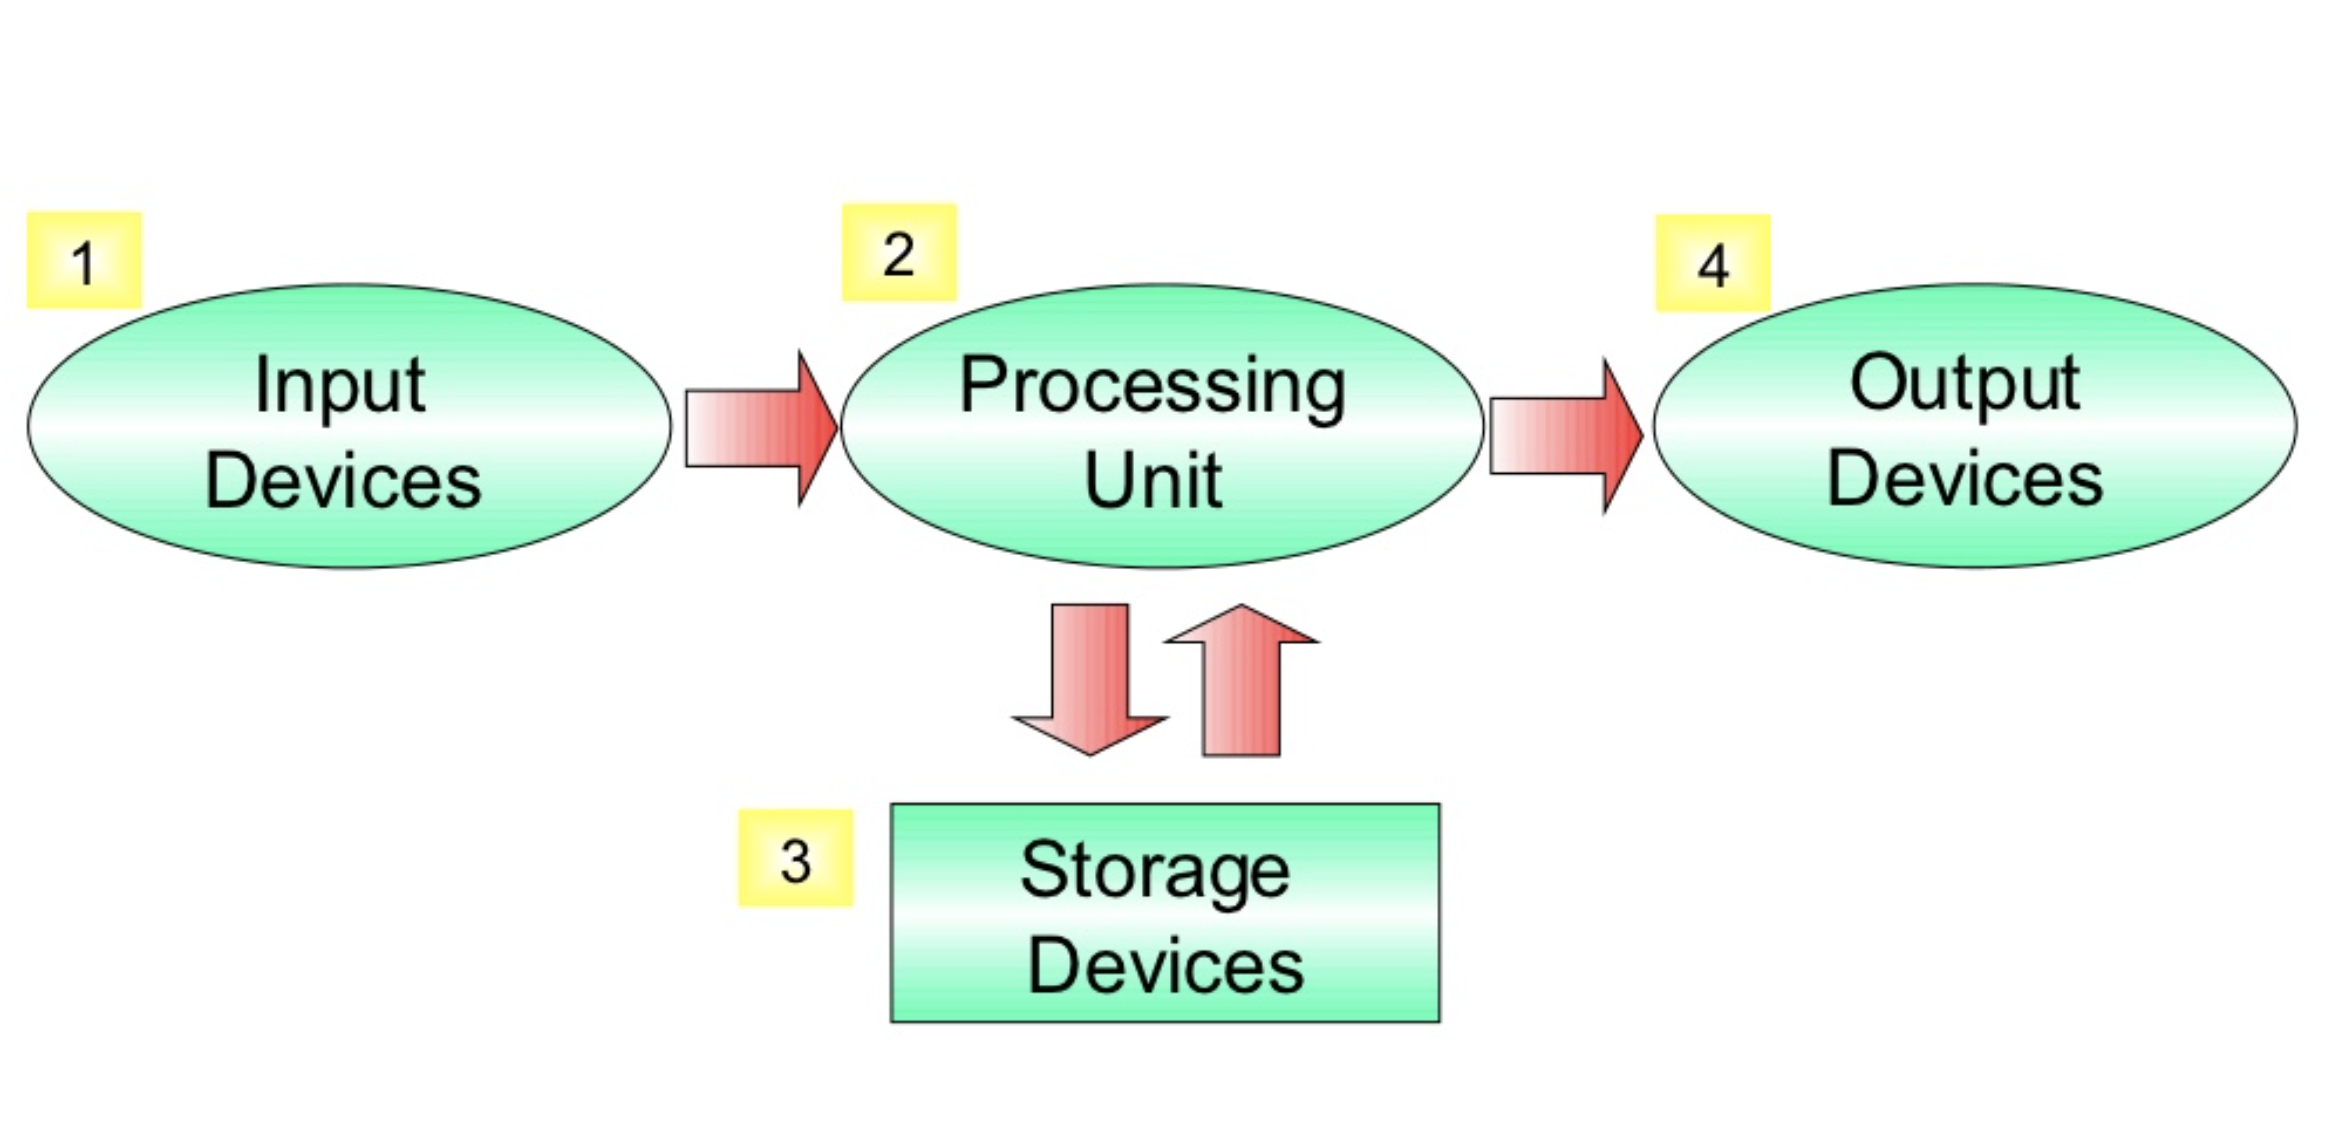 1
Input
Devices
2
Processing
Unit
4
Output
Devices
3
Storage
Devices